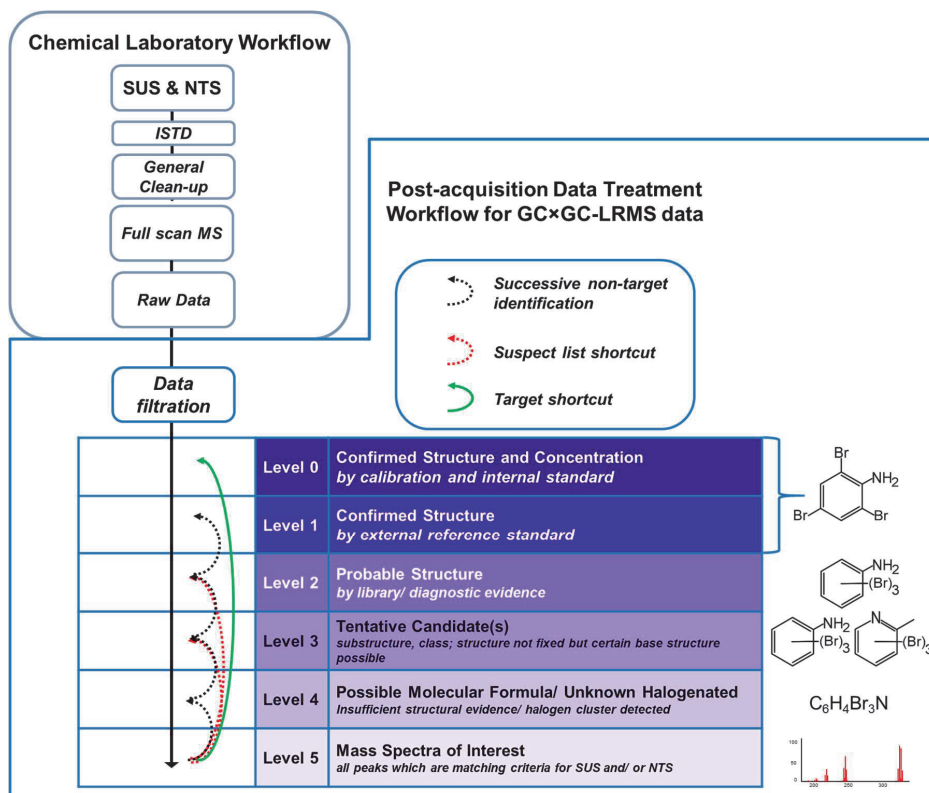 Chemical Laboratory Workflow
SUS & NTS
ISTD
General
Clean-up
Full scan MS
Raw Data
Post-acquisition Data Treatment
Workflow for GC×GC-LRMS data
Successive non-target
identification
Suspect list shortcut
Target shortcut
Data
filtration
Level 0
Confirmed Structure and Concentration
by calibration and internal standard
Level 1
Confirmed Structure
by external reference standard
Br
NH2
Br
Br
Level 2
Probable Structure
by library/ diagnostic evidence
NH2
(Br)3
Level 3
Tentative Candidate(s)
substructure, class; structure not fixed but certain base structure
possible
NH2
(Br)3
N
(Br)3
Level 4
Possible Molecular Formula/ Unknown Halogenated
Insufficient structural evidence/ halogen cluster detected
C6H4Br3N
Level 5
Mass Spectra of Interest
all peaks which are matching criteria for SUS and/ or NTS
100
50
0
200
250
300